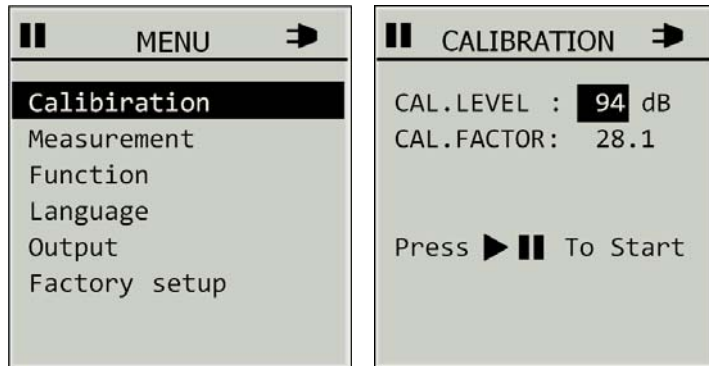 MENU
Calibiration
Measurement
Function
Language
Output
Factory setup
CALIBRATION
CAL.LEVEL : 94 dB
CAL.FACTOR: 28.1
Press To Start